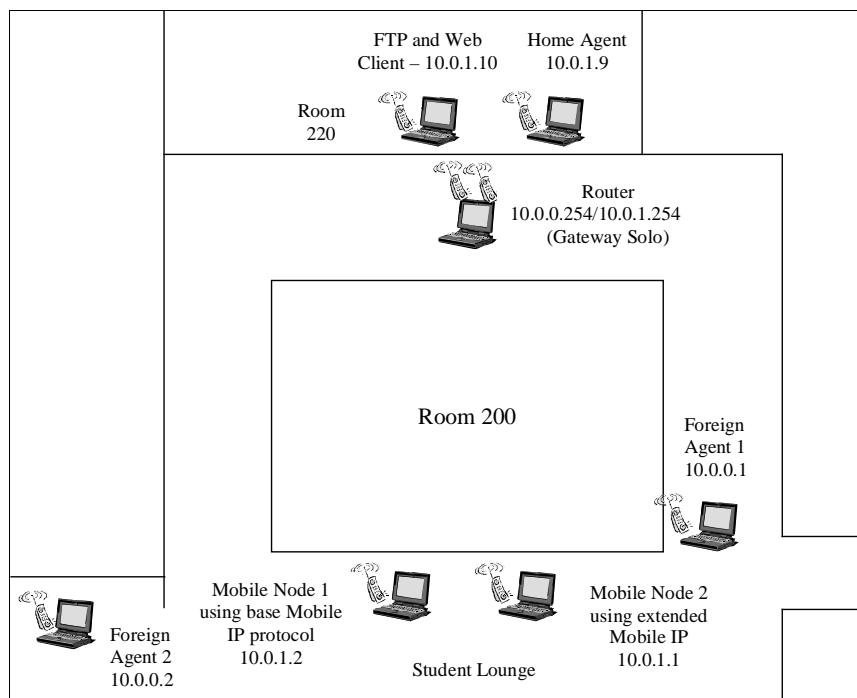 FTP and Web
Client – 10.0.1.10
Home Agent
10.0.1.9
Room
220
Router
10.0.0.254/10.0.1.254
(Gateway Solo)
Room 200
Foreign
Agent 1
10.0.0.1
Mobile Node 1
using base Mobile
IP protocol
10.0.1.2
Mobile Node 2
using extended
Mobile IP
10.0.1.1
Foreign
Agent 2
10.0.0.2
Student Lounge